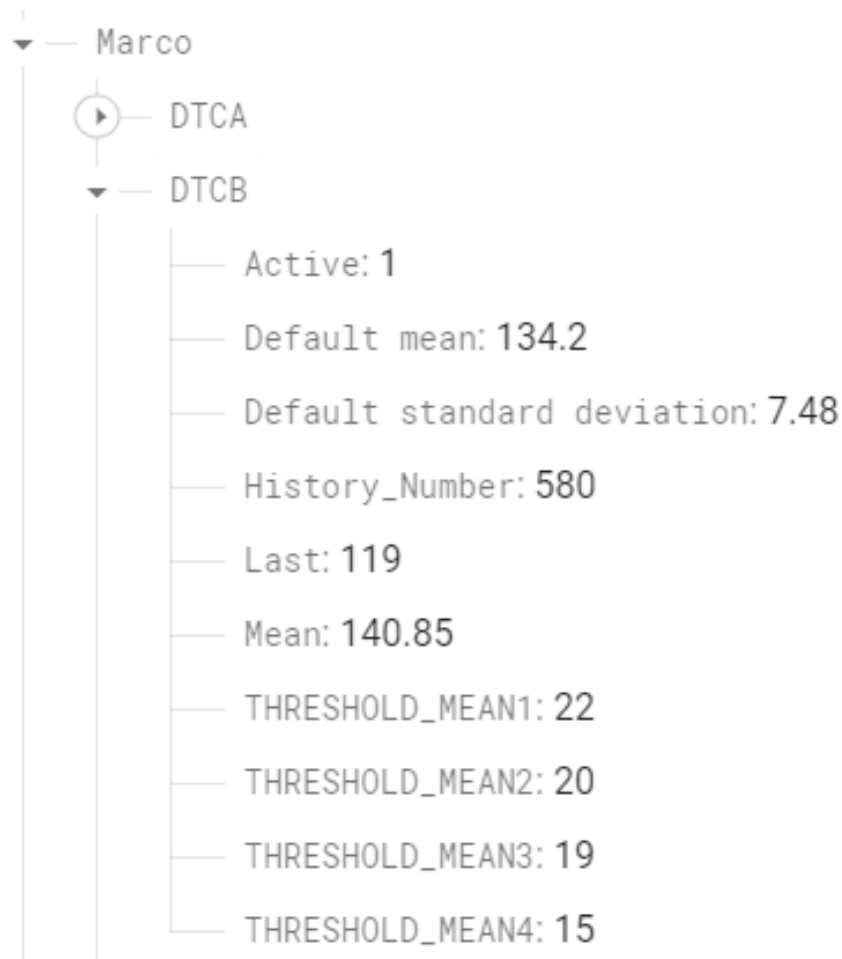 Marco
DTCA
DTCB
Active: 1
Default mean: 134.2
Default standard deviation: 7.48
History_Number: 580
Last: 119
Mean: 140.85
THRESHOLD_MEAN1: 22
THRESHOLD_MEAN2: 20
THRESHOLD_MEAN3: 19
THRESHOLD_MEAN4: 15